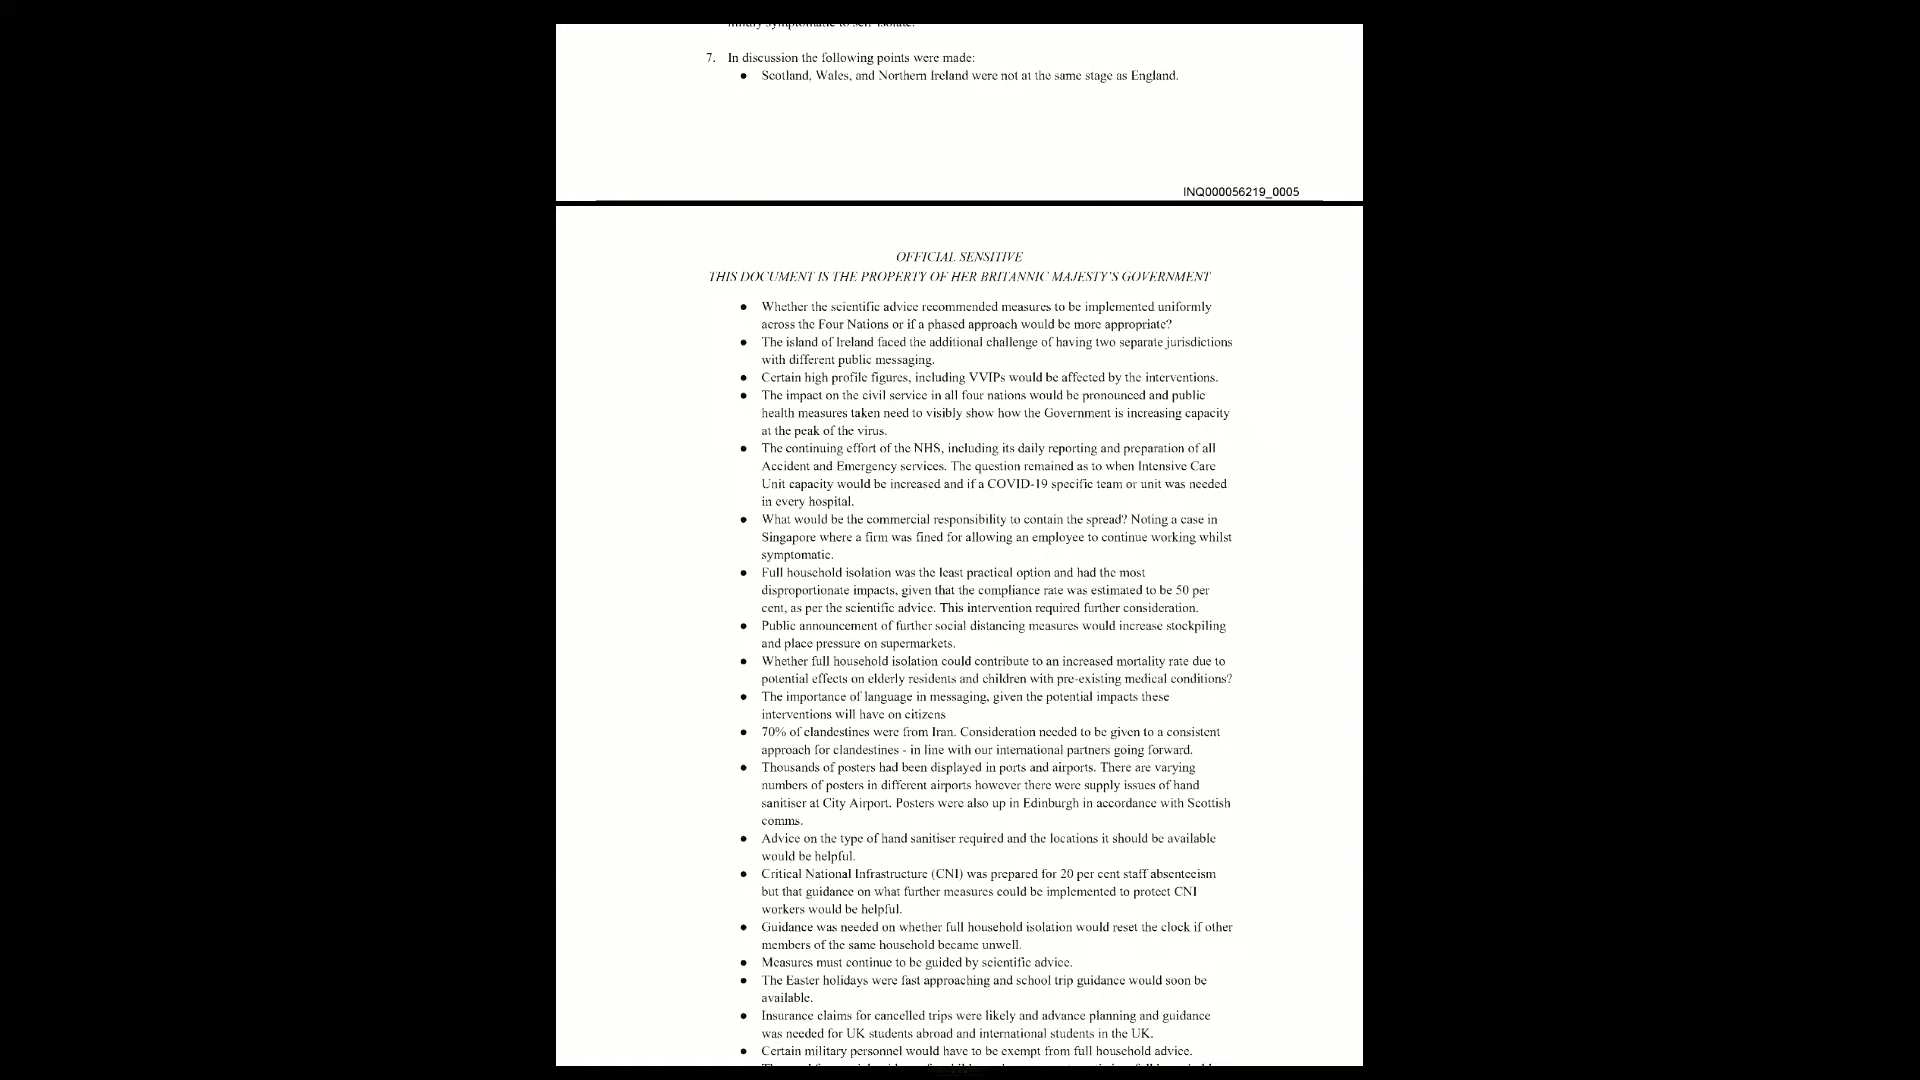 mildly symptomatic to self-isolate.
7. In discussion the following points were made:
● Scotland, Wales, and Northern Ireland were not at the same stage as England.
INQ000056219_0005
OFFICIAL SENSITIVE
THIS DOCUMENT IS THE PROPERTY OF HER BRITANNIC MAJESTY'S GOVERNMENT
● Whether the scientific advice recommended measures to be implemented uniformly
across the Four Nations or if a phased approach would be more appropriate?
● The island of Ireland faced the additional challenge of having two separate jurisdictions
with different public messaging.
● Certain high profile figures, including VVIPs would be affected by the interventions.
● The impact on the civil service in all four nations would be pronounced and public
health measures taken need to visibly show how the Government is increasing capacity
at the peak of the virus.
● The continuing effort of the NHS, including its daily reporting and preparation of all
Accident and Emergency services. The question remained as to when Intensive Care
Unit capacity would be increased and if a COVID-19 specific team or unit was needed
in every hospital.
● What would be the commercial responsibility to contain the spread? Noting a case in
Singapore where a firm was fined for allowing an employee to continue working whilst
symptomatic.
● Full household isolation was the least practical option and had the most
disproportionate impacts, given that the compliance rate was estimated to be 50 per
cent, as per the scientific advice. This intervention required further consideration.
● Public announcement of further social distancing measures would increase stockpiling
and place pressure on supermarkets.
● Whether full household isolation could contribute to an increased mortality rate due to
potential effects on elderly residents and children with pre-existing medical conditions?
● The importance of language in messaging, given the potential impacts these
interventions will have on citizens
● 70% of clandestines were from Iran. Consideration needed to be given to a consistent
approach for clandestines - in line with our international partners going forward.
● Thousands of posters had been displayed in ports and airports. There are varying
numbers of posters in different airports however there were supply issues of hand
sanitiser at City Airport. Posters were also up in Edinburgh in accordance with Scottish
comms.
● Advice on the type of hand sanitiser required and the locations it should be available
would be helpful.
● Critical National Infrastructure (CNI) was prepared for 20 per cent staff absenteeism
but that guidance on what further measures could be implemented to protect CNI
workers would be helpful.
● Guidance was needed on whether full household isolation would reset the clock if other
members of the same household became unwell.
● Measures must continue to be guided by scientific advice.
● The Easter holidays were fast approaching and school trip guidance would soon be
available.
● Insurance claims for cancelled trips were likely and advance planning and guidance
was needed for UK students abroad and international students in the UK.
● Certain military personnel would have to be exempt from full household advice.